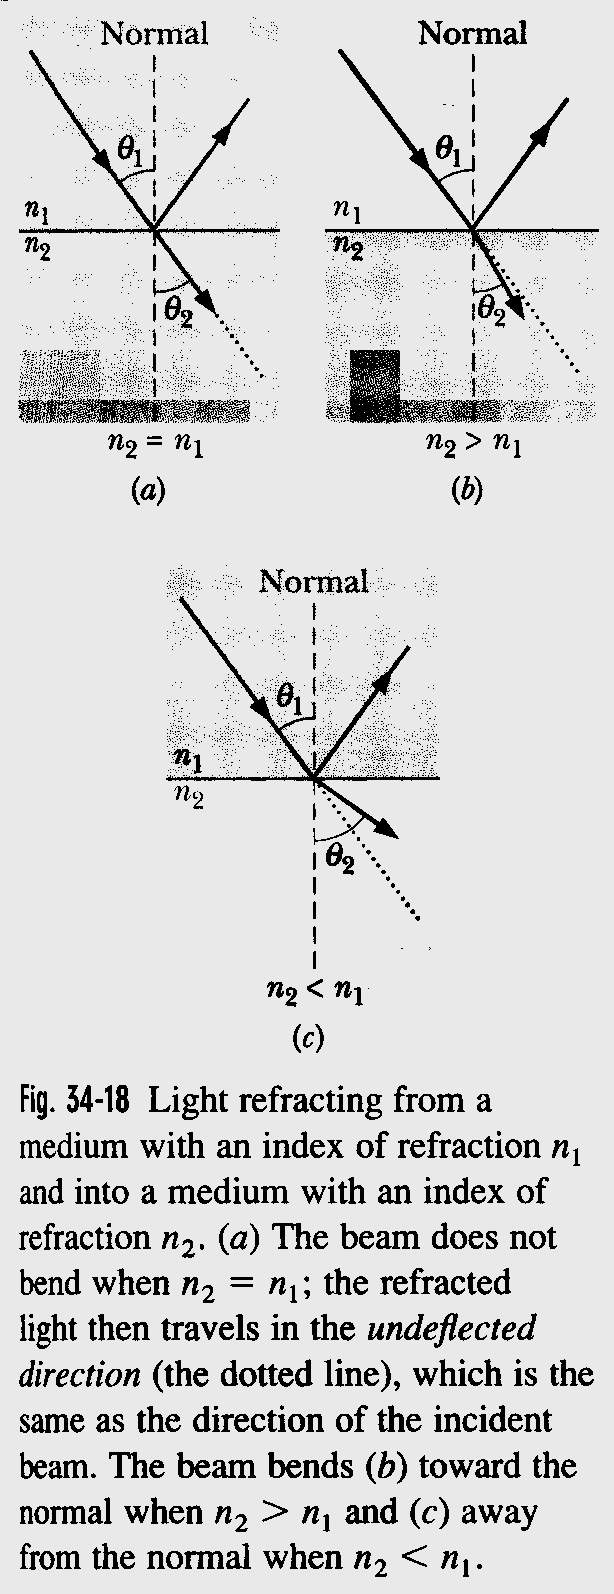 Normal
θ1
n1
n2
θ2
n2 = n1
(a)
Normal
θ1
n1
n2
θ2
n2 > n1
(b)
Normal
θ1
n1
n2
θ2
n2 < n1
(c)
Fig. 34-18 Light refracting from a
medium with an index of refraction n1
and into a medium with an index of
refraction n2. (a) The beam does not
bend when n2 = n1; the refracted
light then travels in the undeflected
direction (the dotted line), which is the
same as the direction of the incident
beam. The beam bends (b) toward the
normal when n2 > n1 and (c) away
from the normal when n2 < n1.